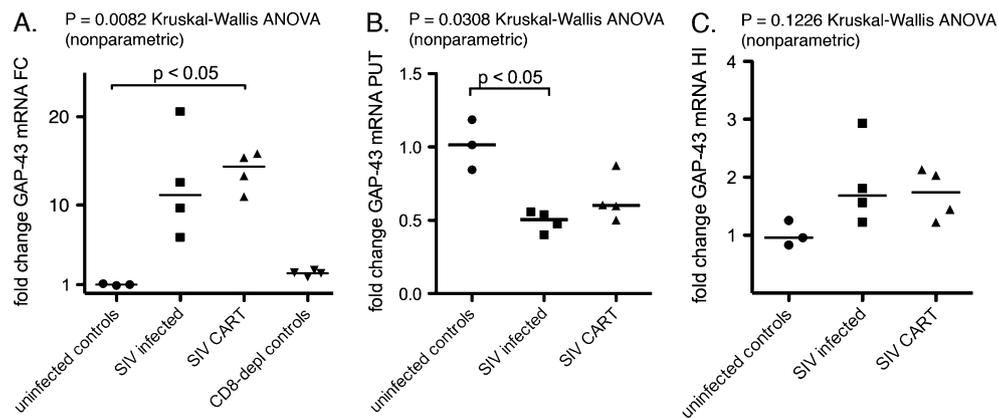 A.
P = 0.0082 Kruskal-Wallis ANOVA
(nonparametric)
fold change GAP-43 mRNA FC
p < 0.05
20
10
1
uninfected controls
SIV infected
SIV CART
CD8-depl controls
B.
P = 0.0308 Kruskal-Wallis ANOVA
(nonparametric)
fold change GAP-43 mRNA PUT
p < 0.05
1.5
1.0
0.5
0.0
uninfected controls
SIV infected
SIV CART
C.
P = 0.1226 Kruskal-Wallis ANOVA
(nonparametric)
fold change GAP-43 mRNA HI
4
3
2
1
uninfected controls
SIV infected
SIV CART